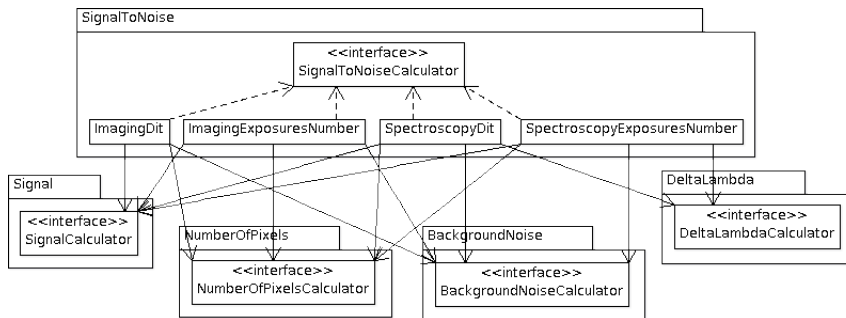 SignalToNoise
<<interface>>
SignalToNoiseCalculator
ImagingDit
ImagingExposuresNumber
SpectroscopyDit
SpectroscopyExposuresNumber
Signal
<<interface>>
SignalCalculator
NumberOfPixels
<<interface>>
NumberOfPixelsCalculator
BackgroundNoise
<<interface>>
BackgroundNoiseCalculator
DeltaLambda
<<interface>>
DeltaLambdaCalculator